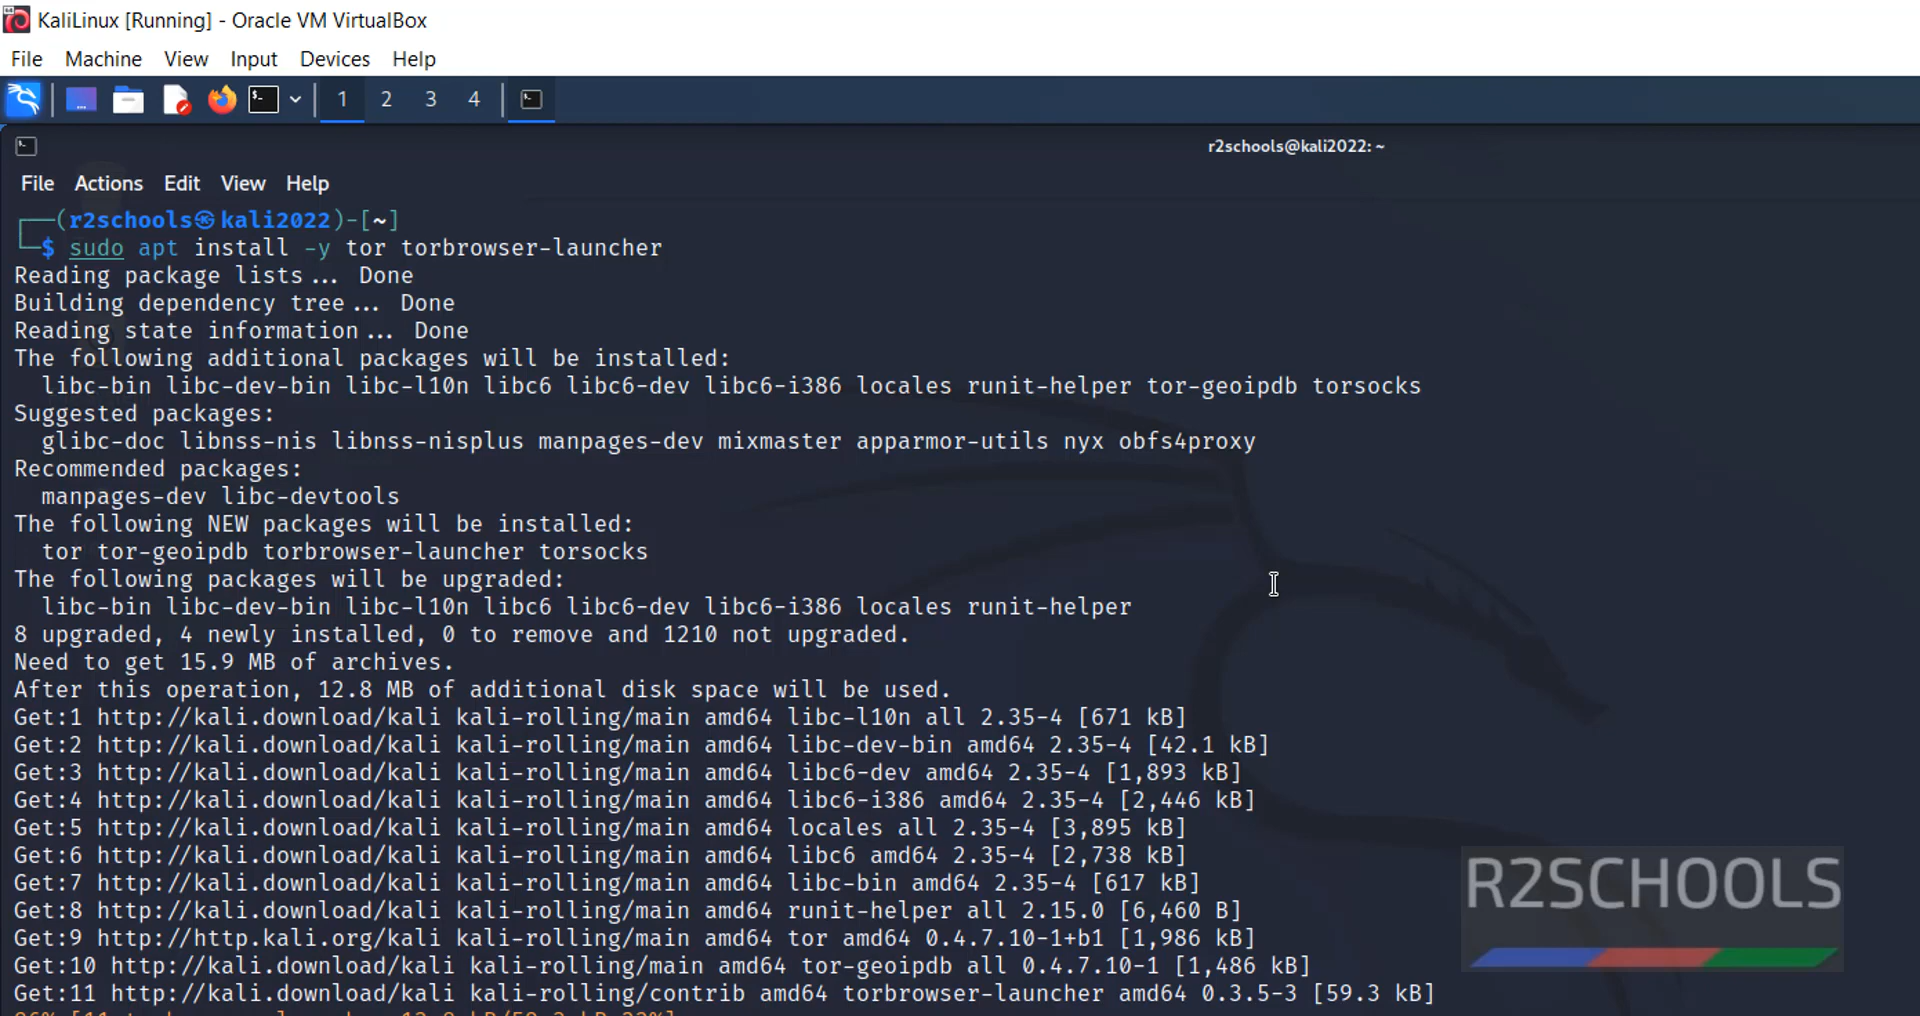 KaliLinux [Running] - Oracle VM VirtualBox
File Machine View Input Devices Help
1 2 3 4
r2schools@kali2022: ~
File Actions Edit View Help
┌──(r2schools㉿kali2022)-[~]
└─$ sudo apt install -y tor torbrowser-launcher
Reading package lists... Done
Building dependency tree... Done
Reading state information... Done
The following additional packages will be installed:
libc-bin libc-dev-bin libc-l10n libc6 libc6-dev libc6-i386 locales runit-helper tor-geoipdb torsocks
Suggested packages:
glibc-doc libnss-nis libnss-nisplus manpages-dev mixmaster apparmor-utils nyx obfs4proxy
Recommended packages:
manpages-dev libc-devtools
The following NEW packages will be installed:
tor tor-geoipdb torbrowser-launcher torsocks
The following packages will be upgraded:
libc-bin libc-dev-bin libc-l10n libc6 libc6-dev libc6-i386 locales runit-helper
8 upgraded, 4 newly installed, 0 to remove and 1210 not upgraded.
Need to get 15.9 MB of archives.
After this operation, 12.8 MB of additional disk space will be used.
Get:1 http://kali.download/kali kali-rolling/main amd64 libc-l10n all 2.35-4 [671 kB]
Get:2 http://kali.download/kali kali-rolling/main amd64 libc-dev-bin amd64 2.35-4 [42.1 kB]
Get:3 http://kali.download/kali kali-rolling/main amd64 libc6-dev amd64 2.35-4 [1,893 kB]
Get:4 http://kali.download/kali kali-rolling/main amd64 libc6-i386 amd64 2.35-4 [2,446 kB]
Get:5 http://kali.download/kali kali-rolling/main amd64 locales all 2.35-4 [3,895 kB]
Get:6 http://kali.download/kali kali-rolling/main amd64 libc6 amd64 2.35-4 [2,738 kB]
Get:7 http://kali.download/kali kali-rolling/main amd64 libc-bin amd64 2.35-4 [617 kB]
Get:8 http://kali.download/kali kali-rolling/main amd64 runit-helper all 2.15.0 [6,460 B]
Get:9 http://http.kali.org/kali kali-rolling/main amd64 tor amd64 0.4.7.10-1+b1 [1,986 kB]
Get:10 http://kali.download/kali kali-rolling/main amd64 tor-geoipdb all 0.4.7.10-1 [1,486 kB]
Get:11 http://kali.download/kali kali-rolling/contrib amd64 torbrowser-launcher amd64 0.3.5-3 [59.3 kB]
R2SCHOOLS